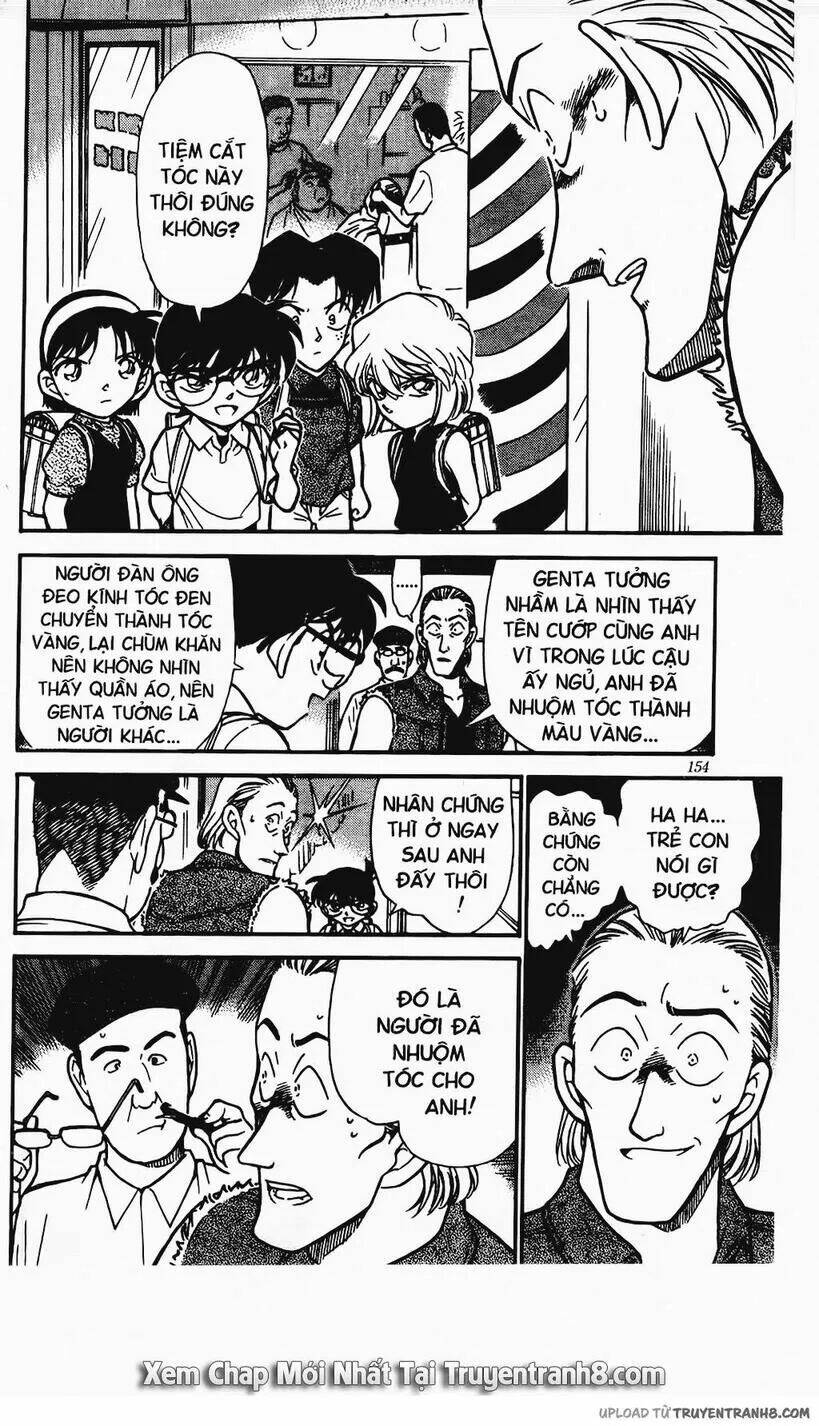 TIỆM CẮT
TÓC NÀY
THÔI ĐÚNG
KHÔNG?
GENTA TƯỞNG
NHẦM LÀ NHÌN THẤY
TÊN CƯỚP CÙNG ANH
VÌ TRONG LÚC CẬU
ẤY NGỦ, ANH ĐÃ
NHUỘM TÓC THÀNH
MÀU VÀNG...
......
NGƯỜI ĐÀN ÔNG
ĐEO KÍNH TÓC ĐEN
CHUYỂN THÀNH TÓC
VÀNG, LẠI CHÙM KHĂN
NÊN KHÔNG NHÌN
THẤY QUẦN ÁO, NÊN
GENTA TƯỞNG LÀ
NGƯỜI KHÁC...
154
HA HA...
TRẺ CON
NÓI GÌ
ĐƯỢC?
BẰNG
CHỨNG
CÒN
CHẲNG
CÓ...
NHÂN CHỨNG
THÌ Ở NGAY
SAU ANH
ĐẤY THÔI
!
ĐÓ LÀ
NGƯỜI ĐÃ
NHUỘM
TÓC CHO
ANH!
Xem Chap Mới Nhất Tại Truyentranh8.com
UPLOAD TỪ TRUYENTRANH8.COM